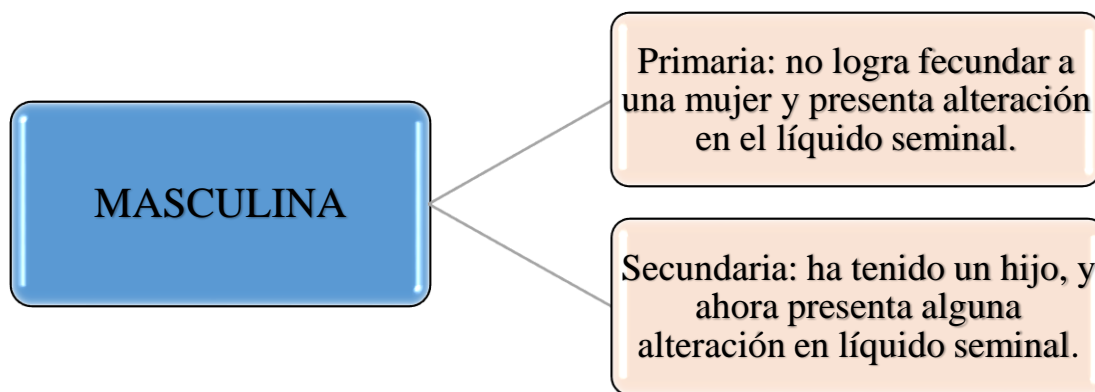 MASCULINA
Primaria: no logra fecundar a
una mujer y presenta alteración
en el líquido seminal.
Secundaria: ha tenido un hijo, y
ahora presenta alguna
alteración en líquido seminal.